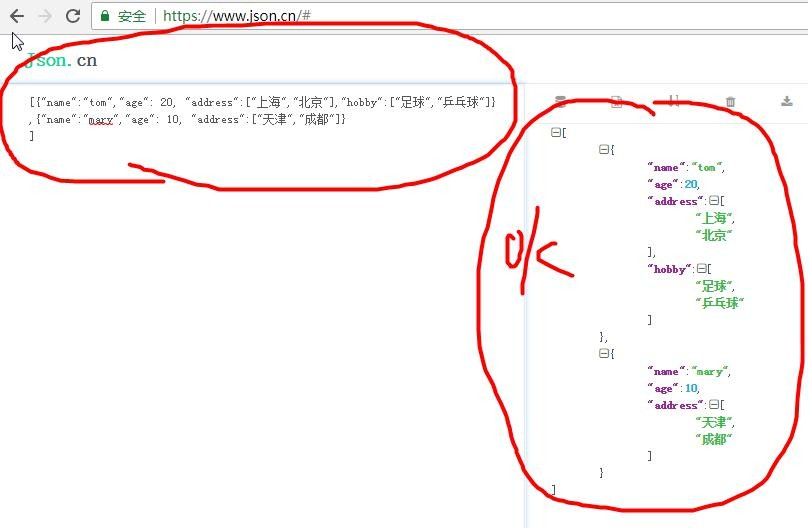 安全 https://www.json.cn/#
Json.cn
[{"name":"tom","age": 20, "address":["上海","北京"],"hobby":["足球","乒乓球"]}
,{"name":"mary","age": 10, "address":["天津","成都"]}
]
[
{
"name":"tom",
"age":20,
"address":[
"上海",
"北京"
],
"hobby":[
"足球",
"乒乓球"
]
},
{
"name":"mary",
"age":10,
"address":[
"天津",
"成都"
]
}
]
OK